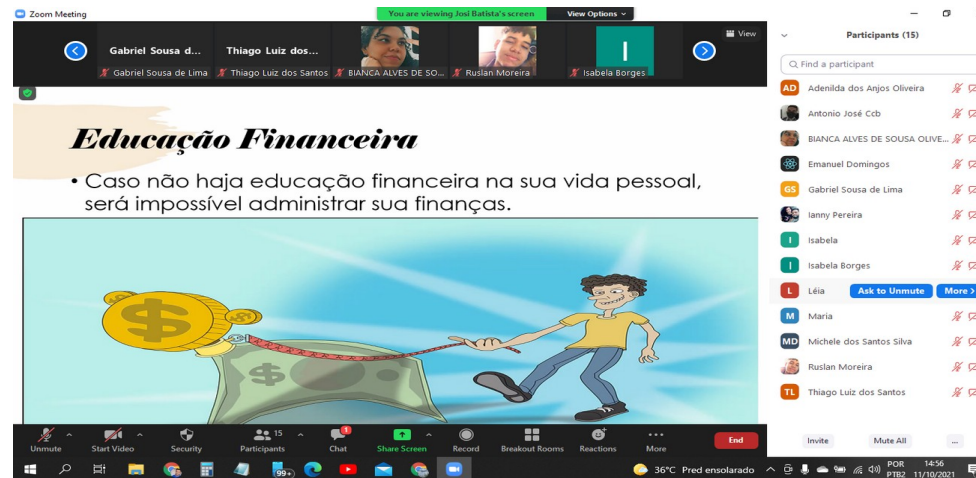 Zoom Meeting
You are viewing Josi Batista's screen
View Options
Gabriel Sousa d...
Thiago Luiz dos...
I
View
Gabriel Sousa de Lima
Thiago Luiz dos Santos
BIANCA ALVES DE SO...
Ruslan Moreira
Isabela Borges
Educação Financeira
• Caso não haja educação financeira na sua vida pessoal,
será impossível administrar sua finanças.
$
$
$
Participants (15)
Find a participant
AD Adenilda dos Anjos Oliveira
Antonio José Ccb
BIANCA ALVES DE SOUSA OLIVE...
Emanuel Domingos
GS Gabriel Sousa de Lima
Ianny Pereira
I Isabela
I Isabela Borges
L Léia Ask to Unmute More >
M Maria
MD Michele dos Santos Silva
Ruslan Moreira
TL Thiago Luiz dos Santos
Invite Mute All ...
Unmute
Start Video
Security
15
Participants
1
Chat
Share Screen
Record
Breakout Rooms
Reactions
More
End
99+
36°C Pred ensolarado
POR
PTB2
14:56
11/10/2021